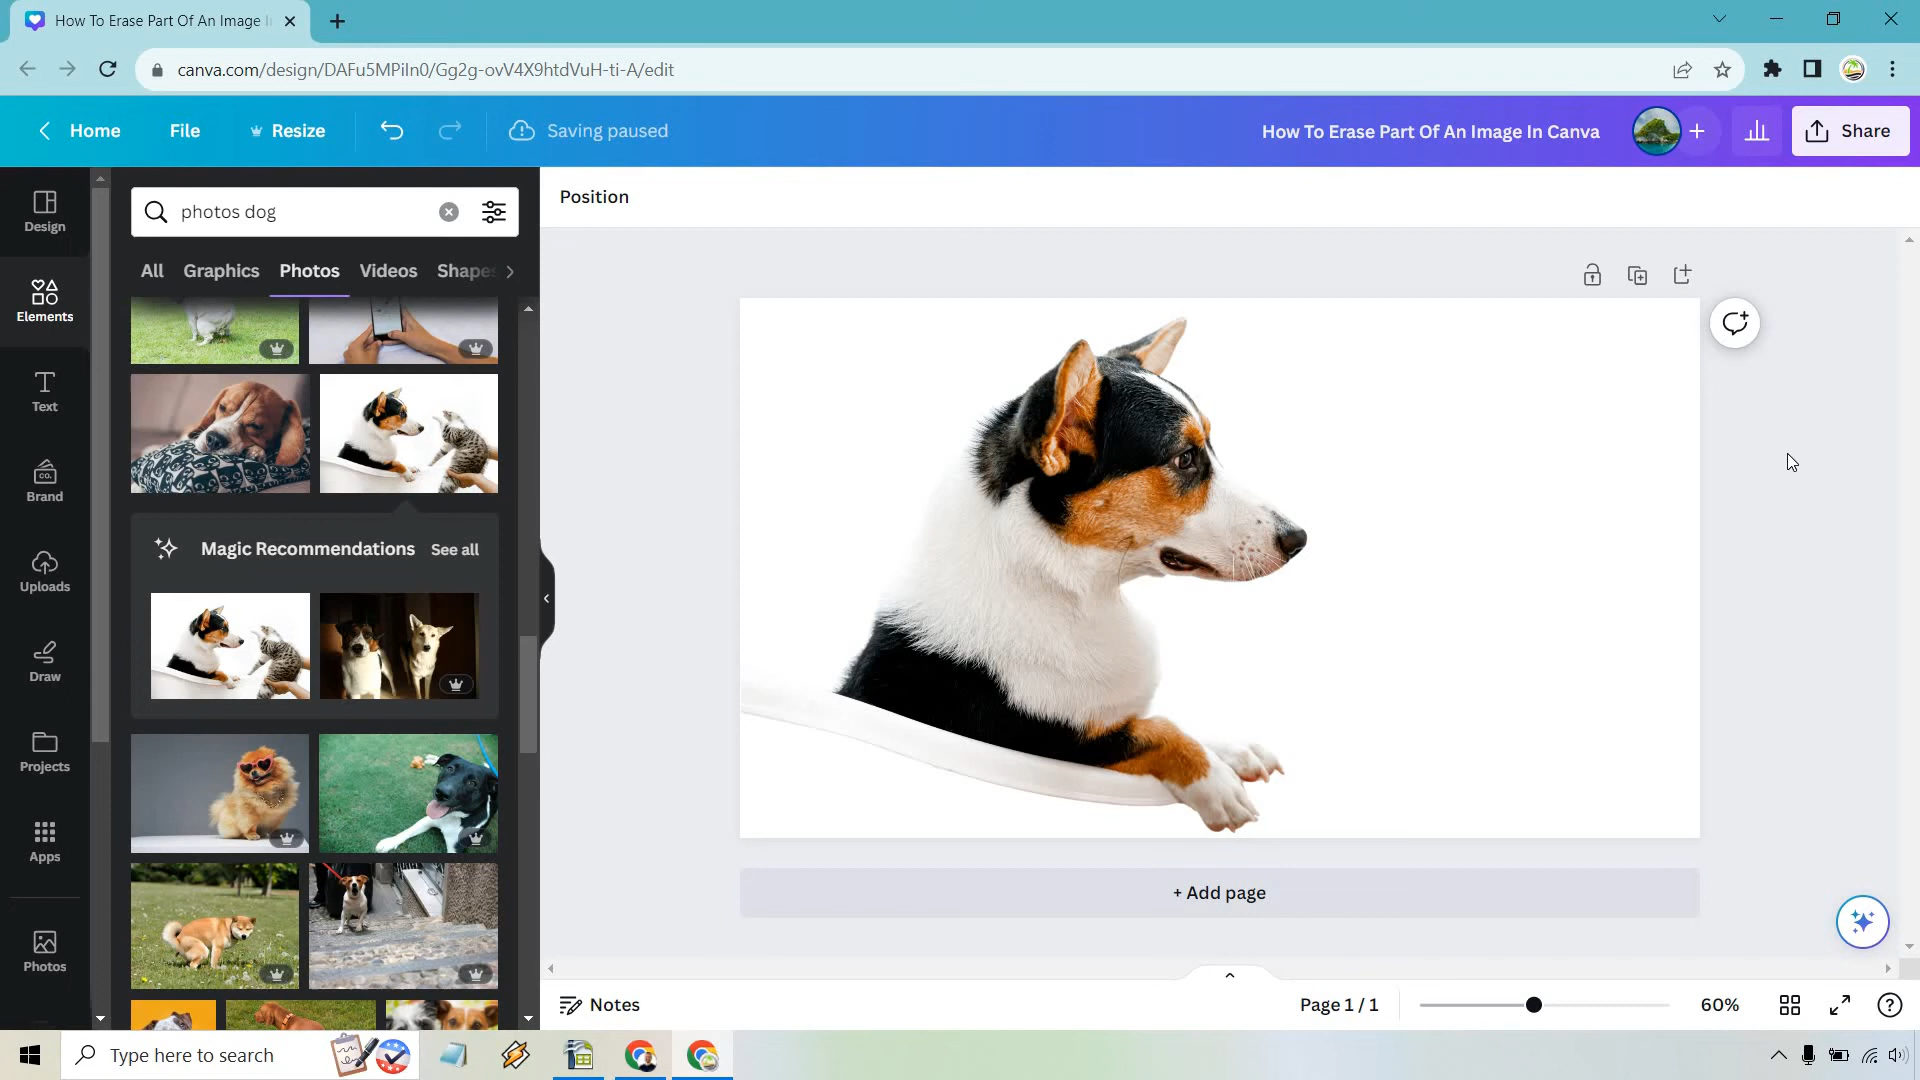 How To Erase Part Of An Image I
canva.com/design/DAFu5MPiIn0/Gg2g-ovV4X9htdVuH-ti-A/edit
Home
File
Resize
Saving paused
How To Erase Part Of An Image In Canva
Share
Design
Elements
Text
CO.
Brand
Uploads
Draw
Projects
Apps
Photos
photos dog
All
Graphics
Photos
Videos
Shapes
Magic Recommendations
See all
Position
+ Add page
Notes
Page 1 / 1
60%
Type here to search